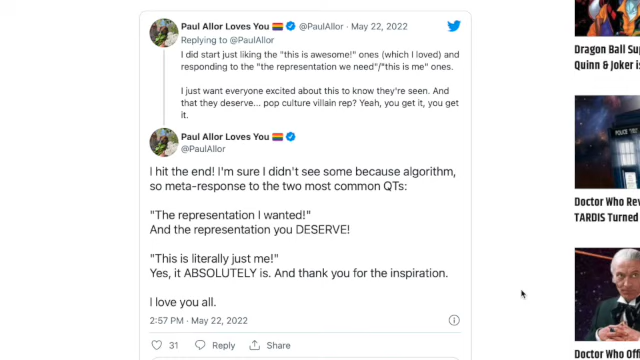 Paul Allor Loves You 🏳️‍🌈 @PaulAllor · May 22, 2022
Replying to @PaulAllor
I did start just liking the "this is awesome!" ones (which I loved) and
responding to the "the representation we need"/"this is me" ones.
I just want everyone excited about this to know they're seen. And
that they deserve... pop culture villain rep? Yeah, you get it, you get
it.
Paul Allor Loves You 🏳️‍🌈
@PaulAllor
I hit the end! I'm sure I didn't see some because algorithm,
so meta-response to the two most common QTs:
"The representation I wanted!"
And the representation you DESERVE!
"This is literally just me!"
Yes, it ABSOLUTELY is. And thank you for the inspiration.
I love you all.
2:57 PM · May 22, 2022
31 Reply Share
Dragon Ball Su
Quinn & Joker i
POLICE BOX
Doctor Who Rev
TARDIS Turned
Doctor Who Offi